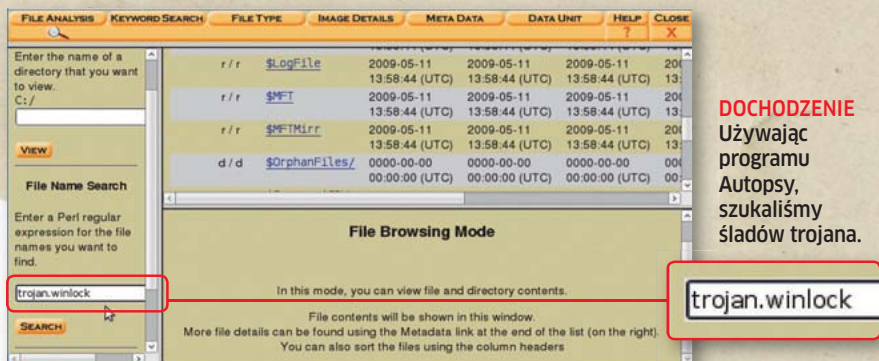 FILE ANALYSIS KEYWORD SEARCH FILE TYPE IMAGE DETAILS META DATA DATA UNIT HELP CLOSE
? X
Enter the name of a
directory that you want
to view.
C:/
VIEW
File Name Search
Enter a Perl regular
expression for the file
names you want to
find.
trojan.winlock
SEARCH
r / r $LogFile 2009-05-11 2009-05-11 2009-05-11
13:58:44 (UTC) 13:58:44 (UTC) 13:58:44 (UTC)
r / r $MFT 2009-05-11 2009-05-11 2009-05-11
13:58:44 (UTC) 13:58:44 (UTC) 13:58:44 (UTC)
r / r $MFTMirr 2009-05-11 2009-05-11 2009-05-11
13:58:44 (UTC) 13:58:44 (UTC) 13:58:44 (UTC)
d / d $OrphanFiles/ 0000-00-00 0000-00-00 0000-00-00
00:00:00 (UTC) 00:00:00 (UTC) 00:00:00 (UTC)
File Browsing Mode
In this mode, you can view file and directory contents.
File contents will be shown in this window.
More file details can be found using the Metadata link at the end of the list (on the right).
You can also sort the files using the column headers
DOCHODZENIE
Używając
programu
Autopsy,
szukaliśmy
śladów trojana.
trojan.winlock